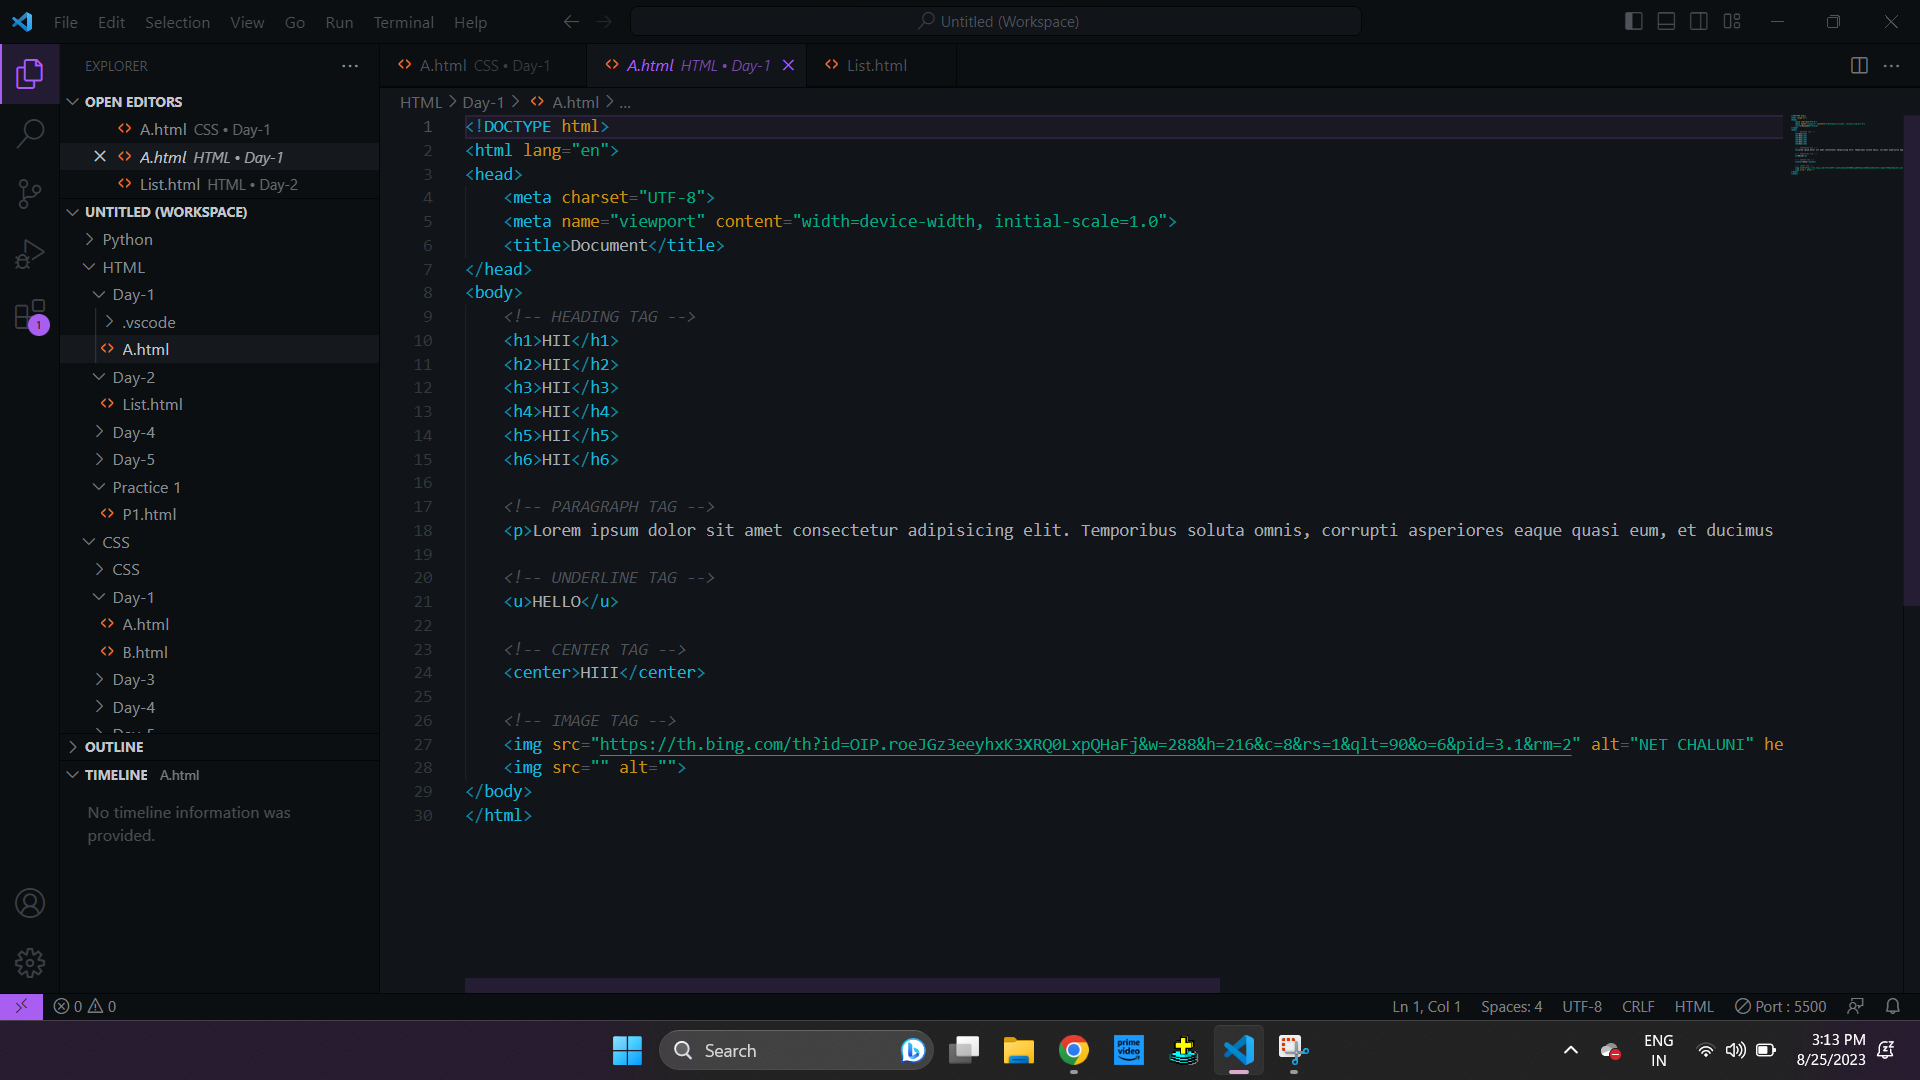 File Edit Selection View Go Run Terminal Help
Untitled (Workspace)
EXPLORER
OPEN EDITORS
A.html CSS • Day-1
A.html HTML • Day-1
List.html HTML • Day-2
UNTITLED (WORKSPACE)
Python
HTML
Day-1
.vscode
A.html
Day-2
List.html
Day-4
Day-5
Practice 1
P1.html
CSS
CSS
Day-1
A.html
B.html
Day-3
Day-4
OUTLINE
TIMELINE A.html
No timeline information was
provided.
1
A.html CSS • Day-1 A.html HTML • Day-1 List.html
HTML > Day-1 > A.html > ...
1 <!DOCTYPE html>
2 <html lang="en">
3 <head>
4 <meta charset="UTF-8">
5 <meta name="viewport" content="width=device-width, initial-scale=1.0">
6 <title>Document</title>
7 </head>
8 <body>
9 <!-- HEADING TAG -->
10 <h1>HII</h1>
11 <h2>HII</h2>
12 <h3>HII</h3>
13 <h4>HII</h4>
14 <h5>HII</h5>
15 <h6>HII</h6>
16
17 <!-- PARAGRAPH TAG -->
18 <p>Lorem ipsum dolor sit amet consectetur adipisicing elit. Temporibus soluta omnis, corrupti asperiores eaque quasi eum, et ducimus
19
20 <!-- UNDERLINE TAG -->
21 <u>HELLO</u>
22
23 <!-- CENTER TAG -->
24 <center>HIII</center>
25
26 <!-- IMAGE TAG -->
27 <img src="https://th.bing.com/th?id=OIP.roeJGz3eeyhxK3XRQ0LxpQHaFj&w=288&h=216&c=8&rs=1&qlt=90&o=6&pid=3.1&rm=2" alt="NET CHALUNI" he
28 <img src="" alt="">
29 </body>
30 </html>
0 0
Ln 1, Col 1 Spaces: 4 UTF-8 CRLF HTML Port : 5500
Search
prime video
ENG
IN
3:13 PM
8/25/2023